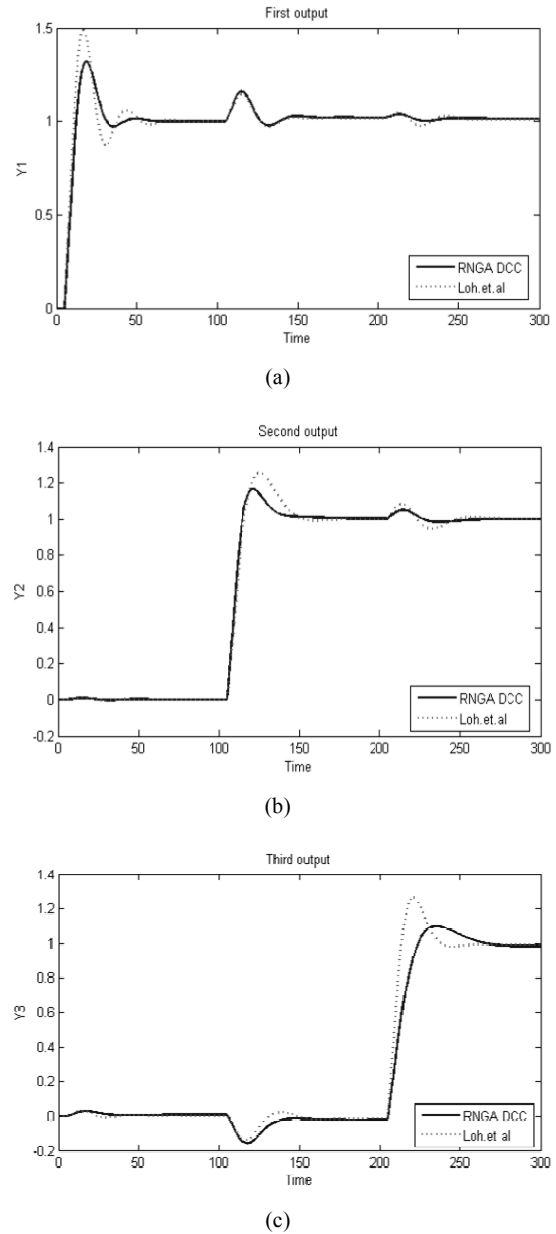 First output
1.5
1
0.5
0
Y1
RNGA DCC
Loh.et.al
0 50 100 150 200 250 300
Time
(a)
Second output
1.4
1.2
1
0.8
0.6
0.4
0.2
0
-0.2
Y2
RNGA DCC
Loh.et.al
0 50 100 150 200 250 300
Time
(b)
Third output
1.4
1.2
1
0.8
0.6
0.4
0.2
0
-0.2
Y3
RNGA DCC
Loh.et.al
0 50 100 150 200 250 300
Time
(c)